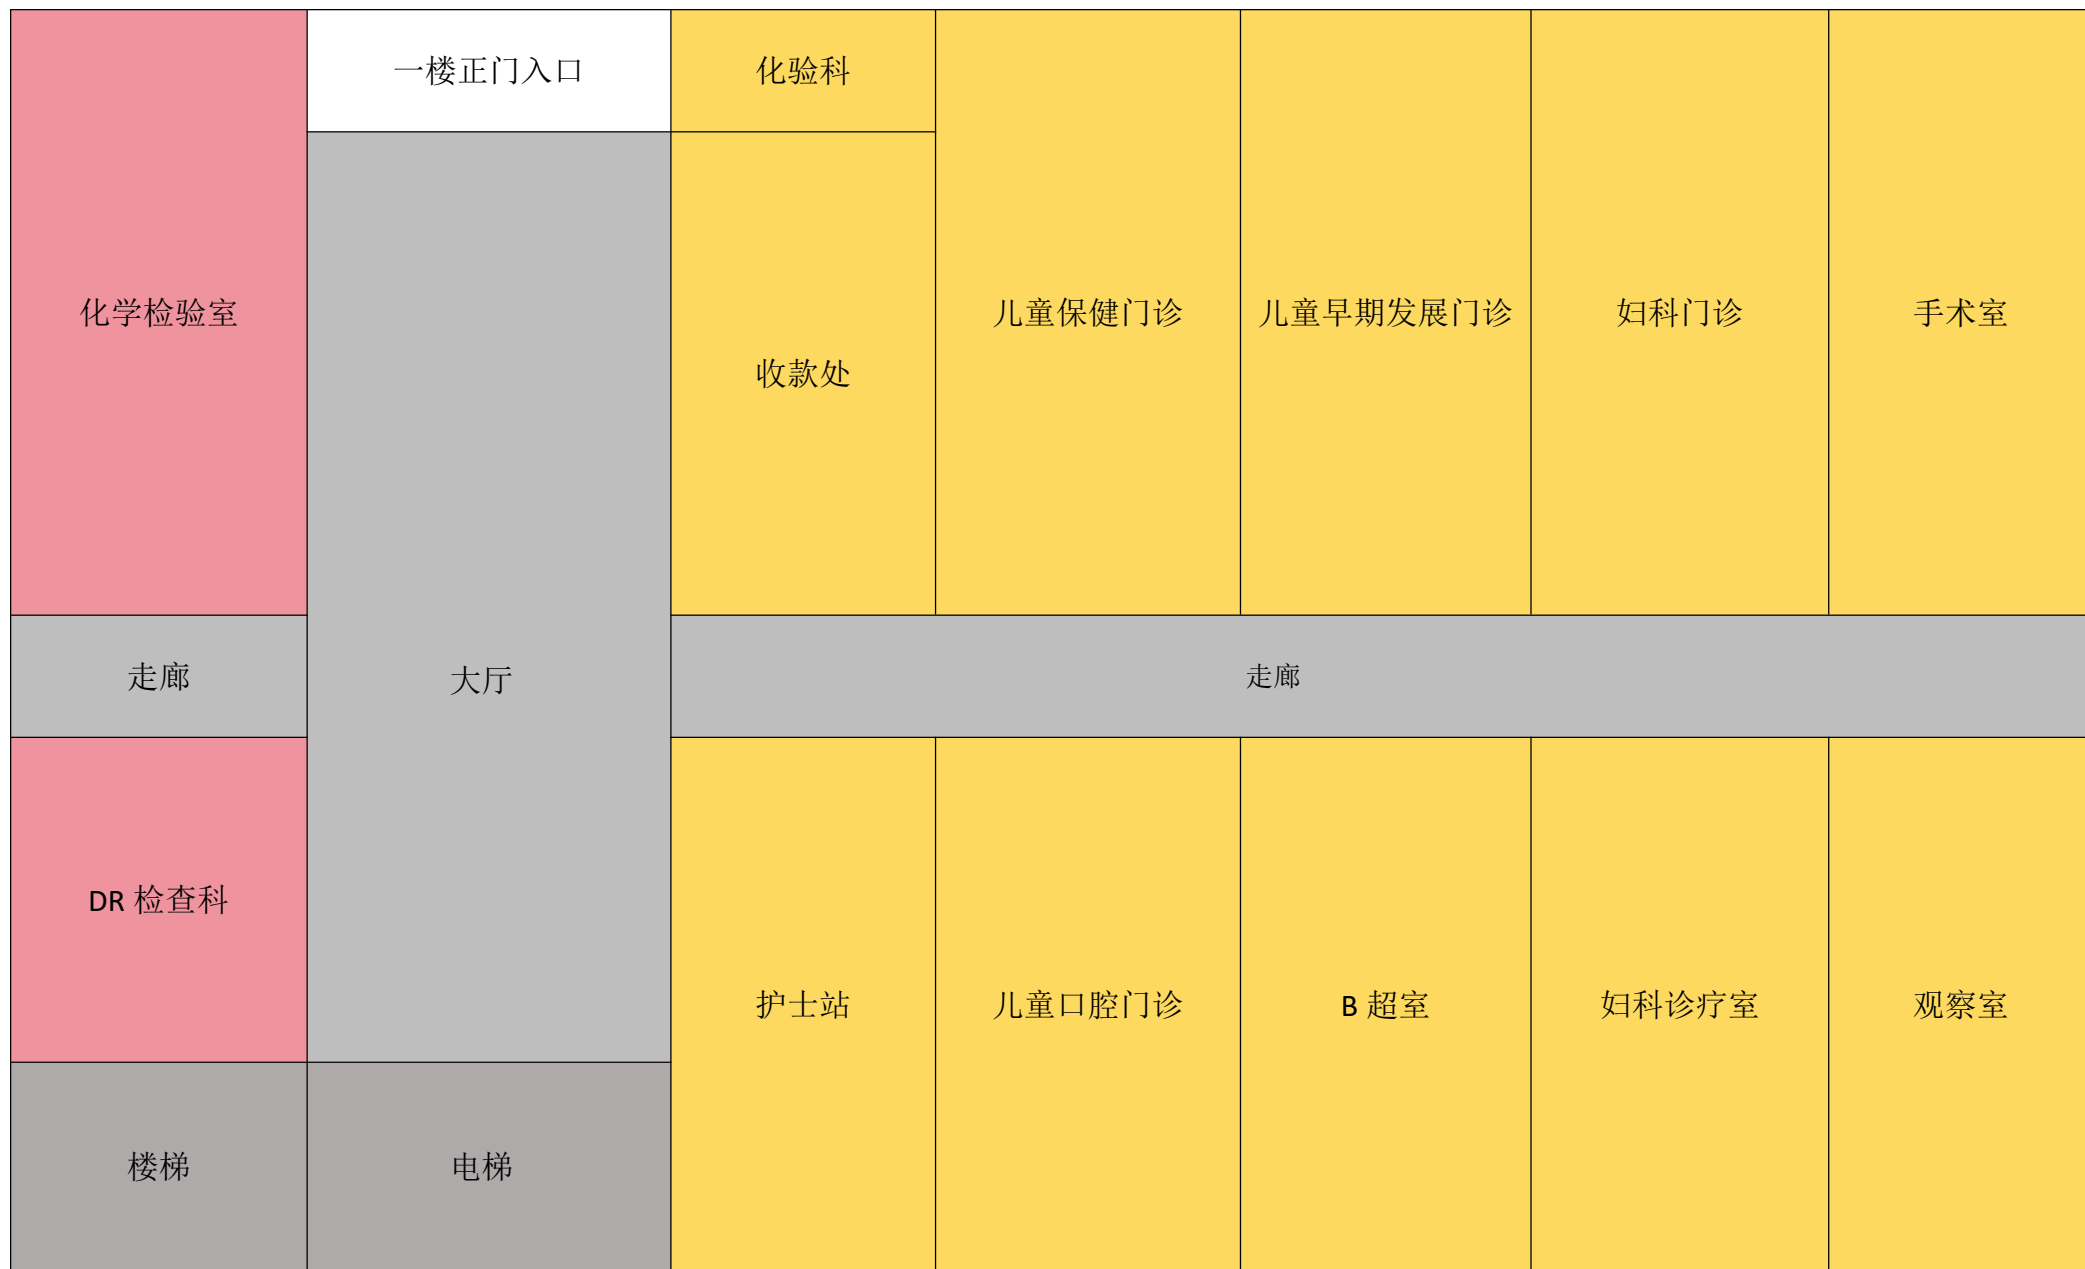 一楼正门入口
化验科
化学检验室
儿童保健门诊
儿童早期发展门诊
妇科门诊
手术室
收款处
走廊
大厅
走廊
DR 检查科
护士站
儿童口腔门诊
B 超室
妇科诊疗室
观察室
楼梯
电梯